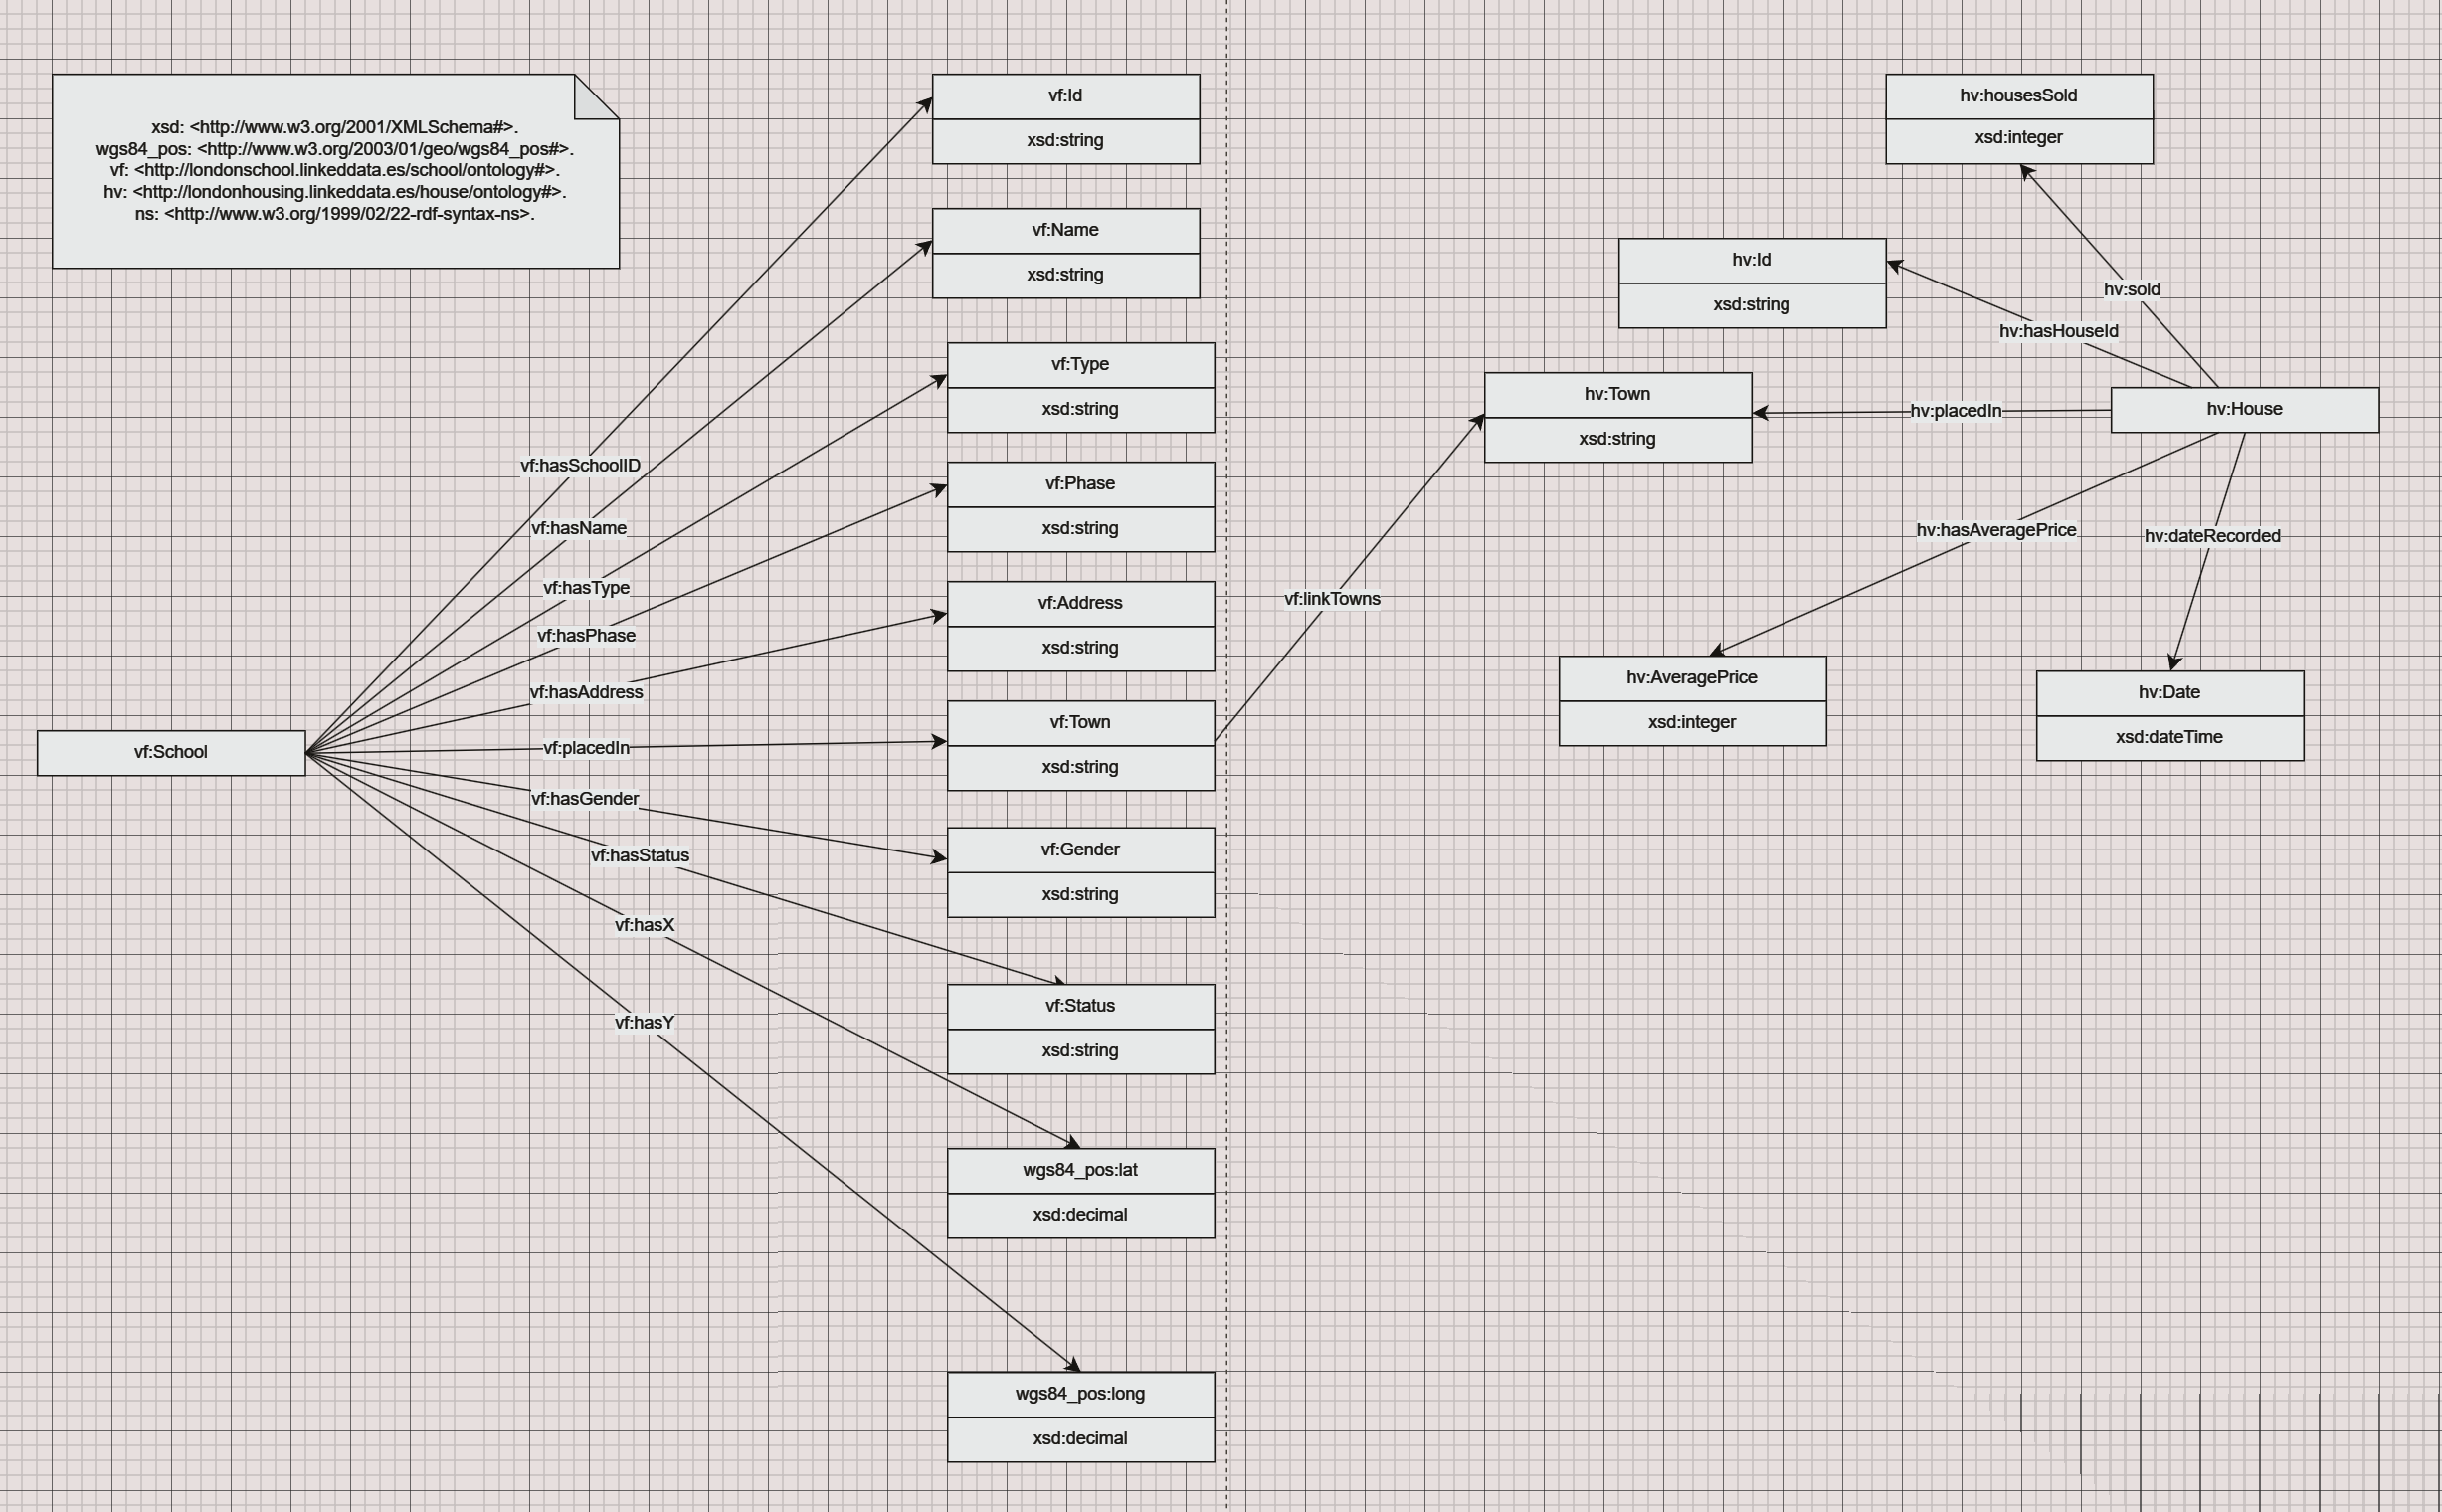 xsd: <http://www.w3.org/2001/XMLSchema#>.
wgs84_pos: <http://www.w3.org/2003/01/geo/wgs84_pos#>.
vf: <http://londonschool.linkeddata.es/school/ontology#>.
hv: <http://londonhousing.linkeddata.es/house/ontology#>.
ns: <http://www.w3.org/1999/02/22-rdf-syntax-ns>.
vf:School
vf:hasSchoolID
vf:hasName
vf:hasType
vf:hasPhase
vf:hasAddress
vf:placedIn
vf:hasGender
vf:hasStatus
vf:hasX
vf:hasY
vf:Id
xsd:string
vf:Name
xsd:string
vf:Type
xsd:string
vf:Phase
xsd:string
vf:Address
xsd:string
vf:Town
xsd:string
vf:Gender
xsd:string
vf:Status
xsd:string
wgs84_pos:lat
xsd:decimal
wgs84_pos:long
xsd:decimal
vf:linkTowns
hv:housesSold
xsd:integer
hv:Id
xsd:string
hv:sold
hv:hasHouseId
hv:Town
xsd:string
hv:placedIn
hv:House
hv:hasAveragePrice
hv:dateRecorded
hv:AveragePrice
xsd:integer
hv:Date
xsd:dateTime